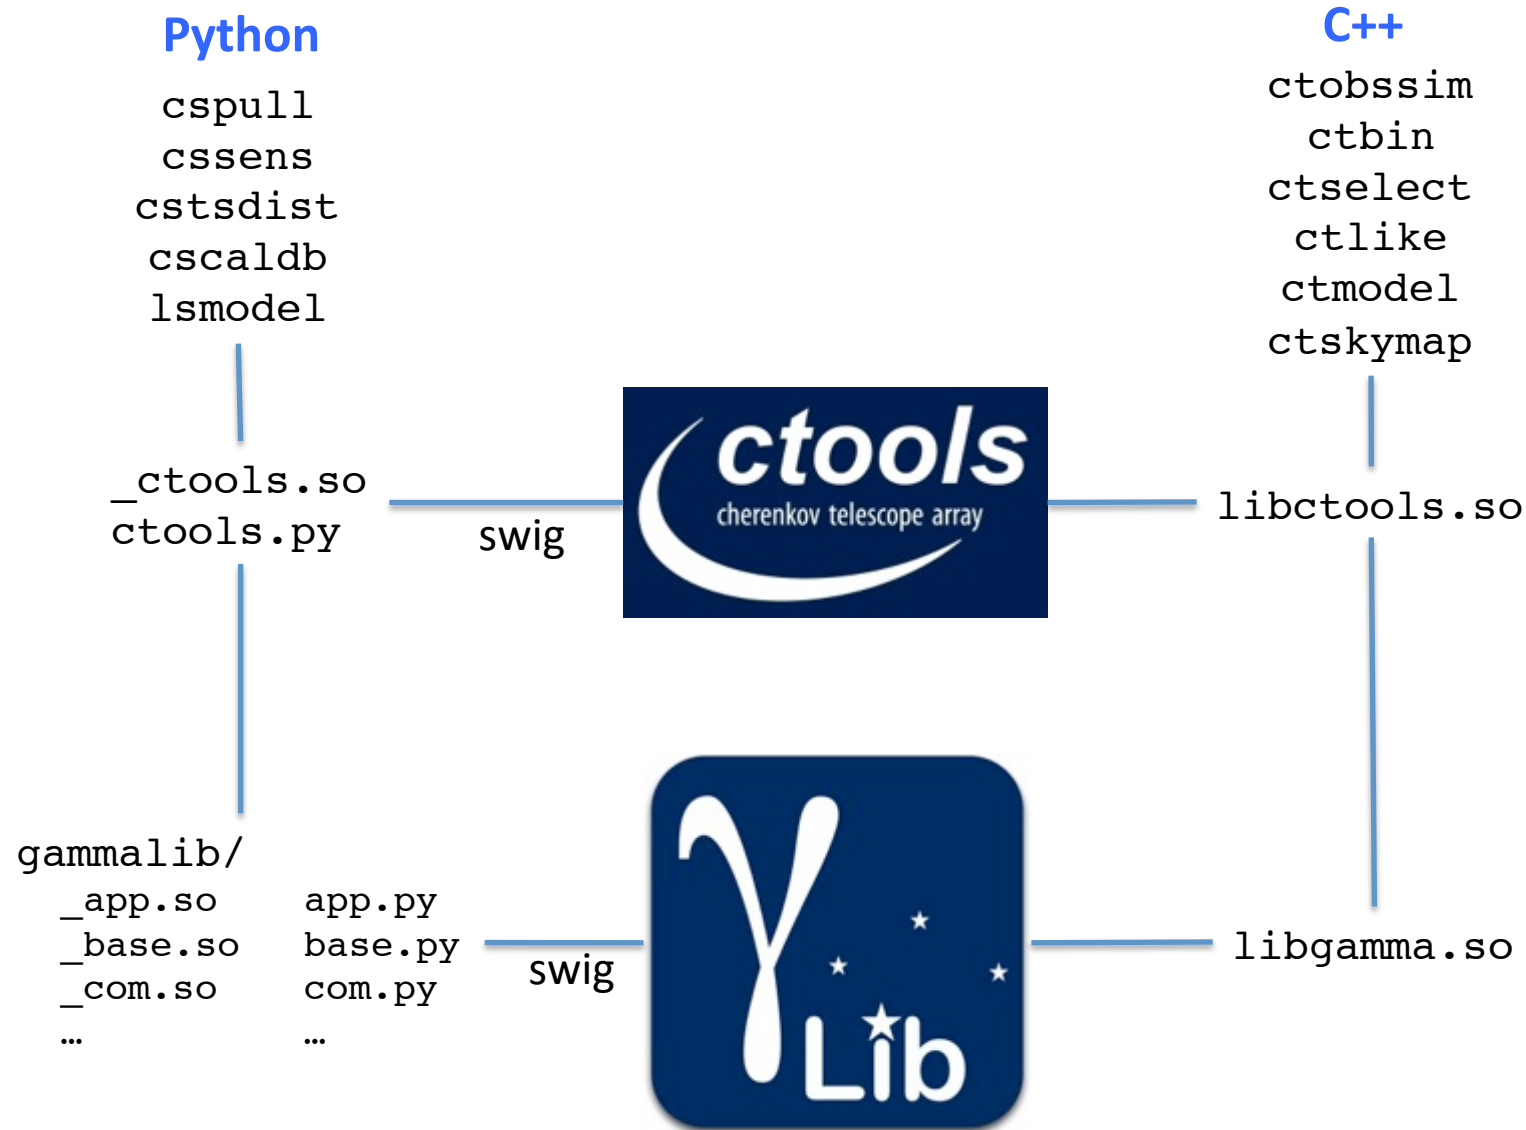 Python
cspull
cssens
cstsdist
cscaldb
lsmodel
C++
ctobssim
ctbin
ctselect
ctlike
ctmodel
ctskymap
_ctools.so
ctools.py
swig
ctools
cherenkov telescope array
libctools.so
gammalib/
_app.so app.py
_base.so base.py
_com.so com.py
… …
swig
γ
Lib
libgamma.so